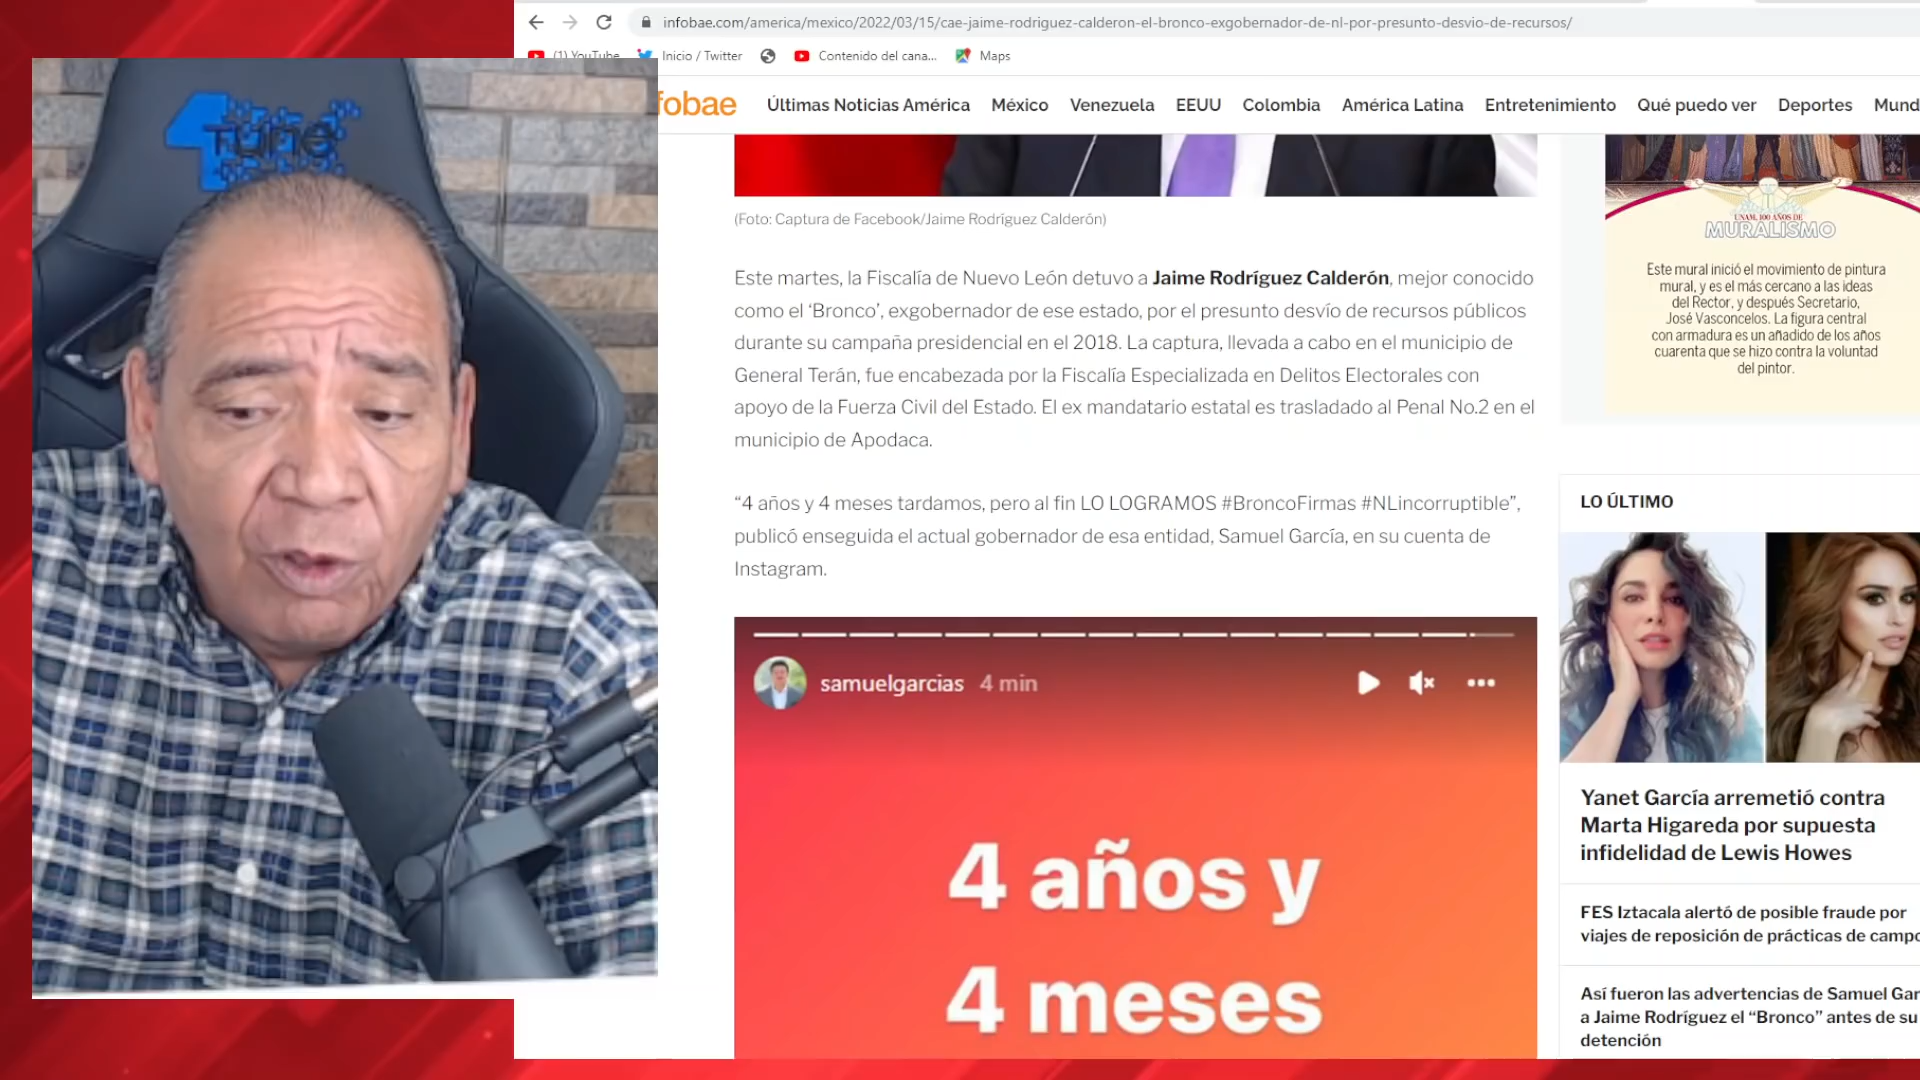 infobae.com/america/mexico/2022/03/15/cae-jaime-rodriguez-calderon-el-bronco-exgobernador-de-nl-por-presunto-desvio-de-recursos/
(1) YouTube
Inicio / Twitter
Contenido del cana...
Maps
4Tune
fobae
Últimas Noticias América
México
Venezuela
EEUU
Colombia
América Latina
Entretenimiento
Qué puedo ver
Deportes
Mund
(Foto: Captura de Facebook/Jaime Rodríguez Calderón)
Este martes, la Fiscalía de Nuevo León detuvo a Jaime Rodríguez Calderón, mejor conocido
como el ‘Bronco’, exgobernador de ese estado, por el presunto desvío de recursos públicos
durante su campaña presidencial en el 2018. La captura, llevada a cabo en el municipio de
General Terán, fue encabezada por la Fiscalía Especializada en Delitos Electorales con
apoyo de la Fuerza Civil del Estado. El ex mandatario estatal es trasladado al Penal No.2 en el
municipio de Apodaca.
“4 años y 4 meses tardamos, pero al fin LO LOGRAMOS #BroncoFirmas #NLincorruptible”,
publicó enseguida el actual gobernador de esa entidad, Samuel García, en su cuenta de
Instagram.
samuelgarcias 4 min
4 años y
4 meses
UNAM, 100 AÑOS DE
MURALISMO
Este mural inició el movimiento de pintura
mural, y es el más cercano a las ideas
del Rector, y después Secretario,
José Vasconcelos. La figura central
con armadura es un añadido de los años
cuarenta que se hizo contra la voluntad
del pintor.
LO ÚLTIMO
Yanet García arremetió contra
Marta Higareda por supuesta
infidelidad de Lewis Howes
FES Iztacala alertó de posible fraude por
viajes de reposición de prácticas de campo
Así fueron las advertencias de Samuel Gar
a Jaime Rodríguez el “Bronco” antes de su
detención